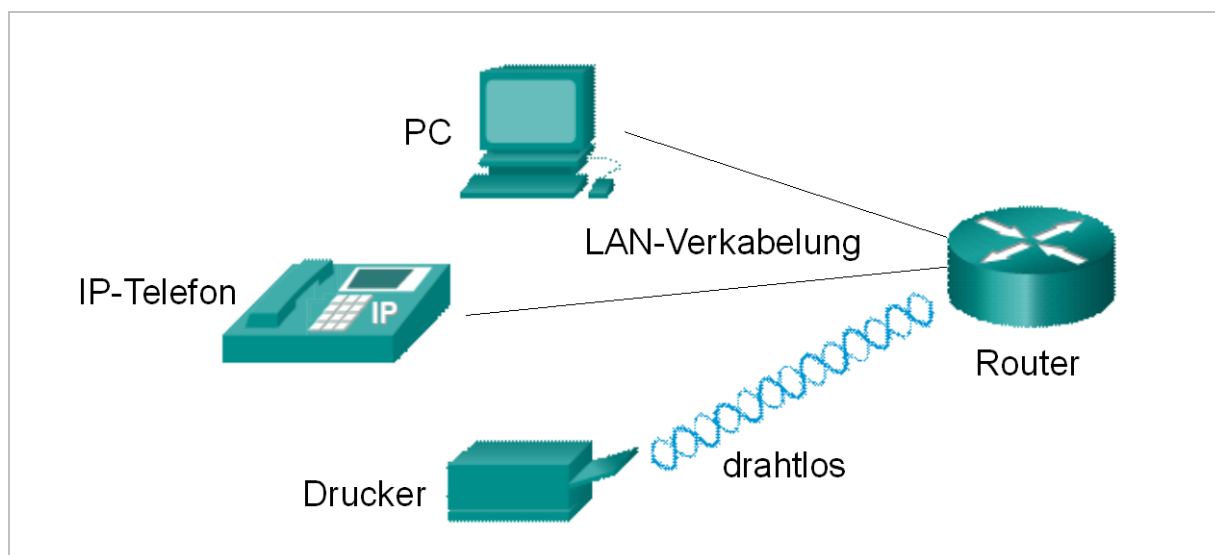 PC
LAN-Verkabelung
IP-Telefon
IP
Router
drahtlos
Drucker